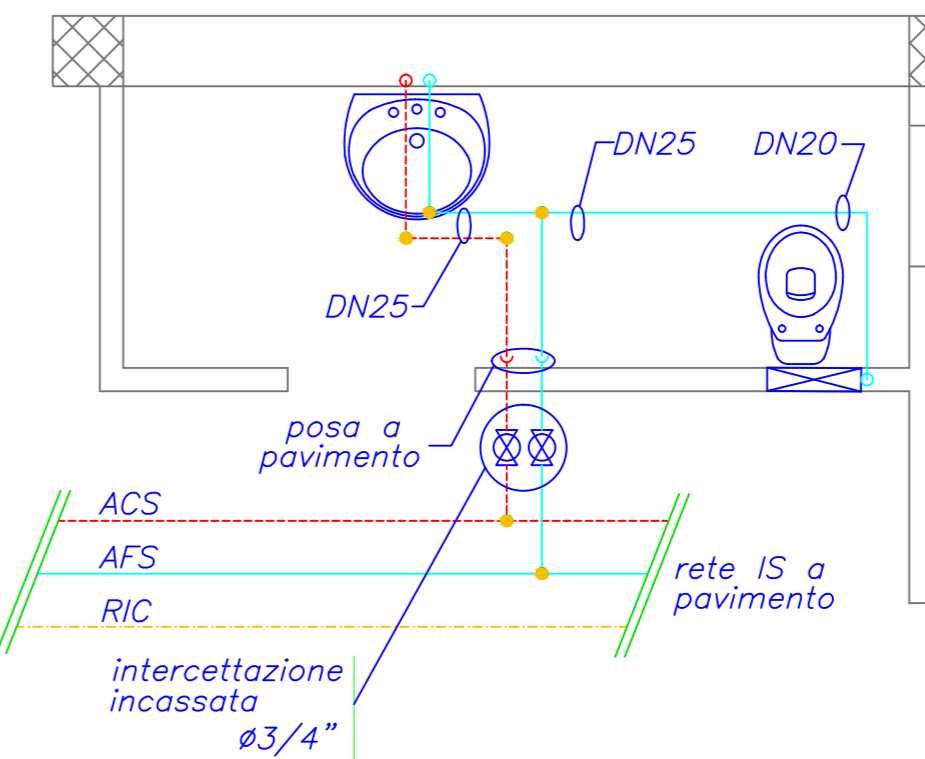 DN25
DN20
DN25
posa a
pavimento
ACS
AFS
RIC
rete IS a
pavimento
intercettazione
incassata
ø3/4”